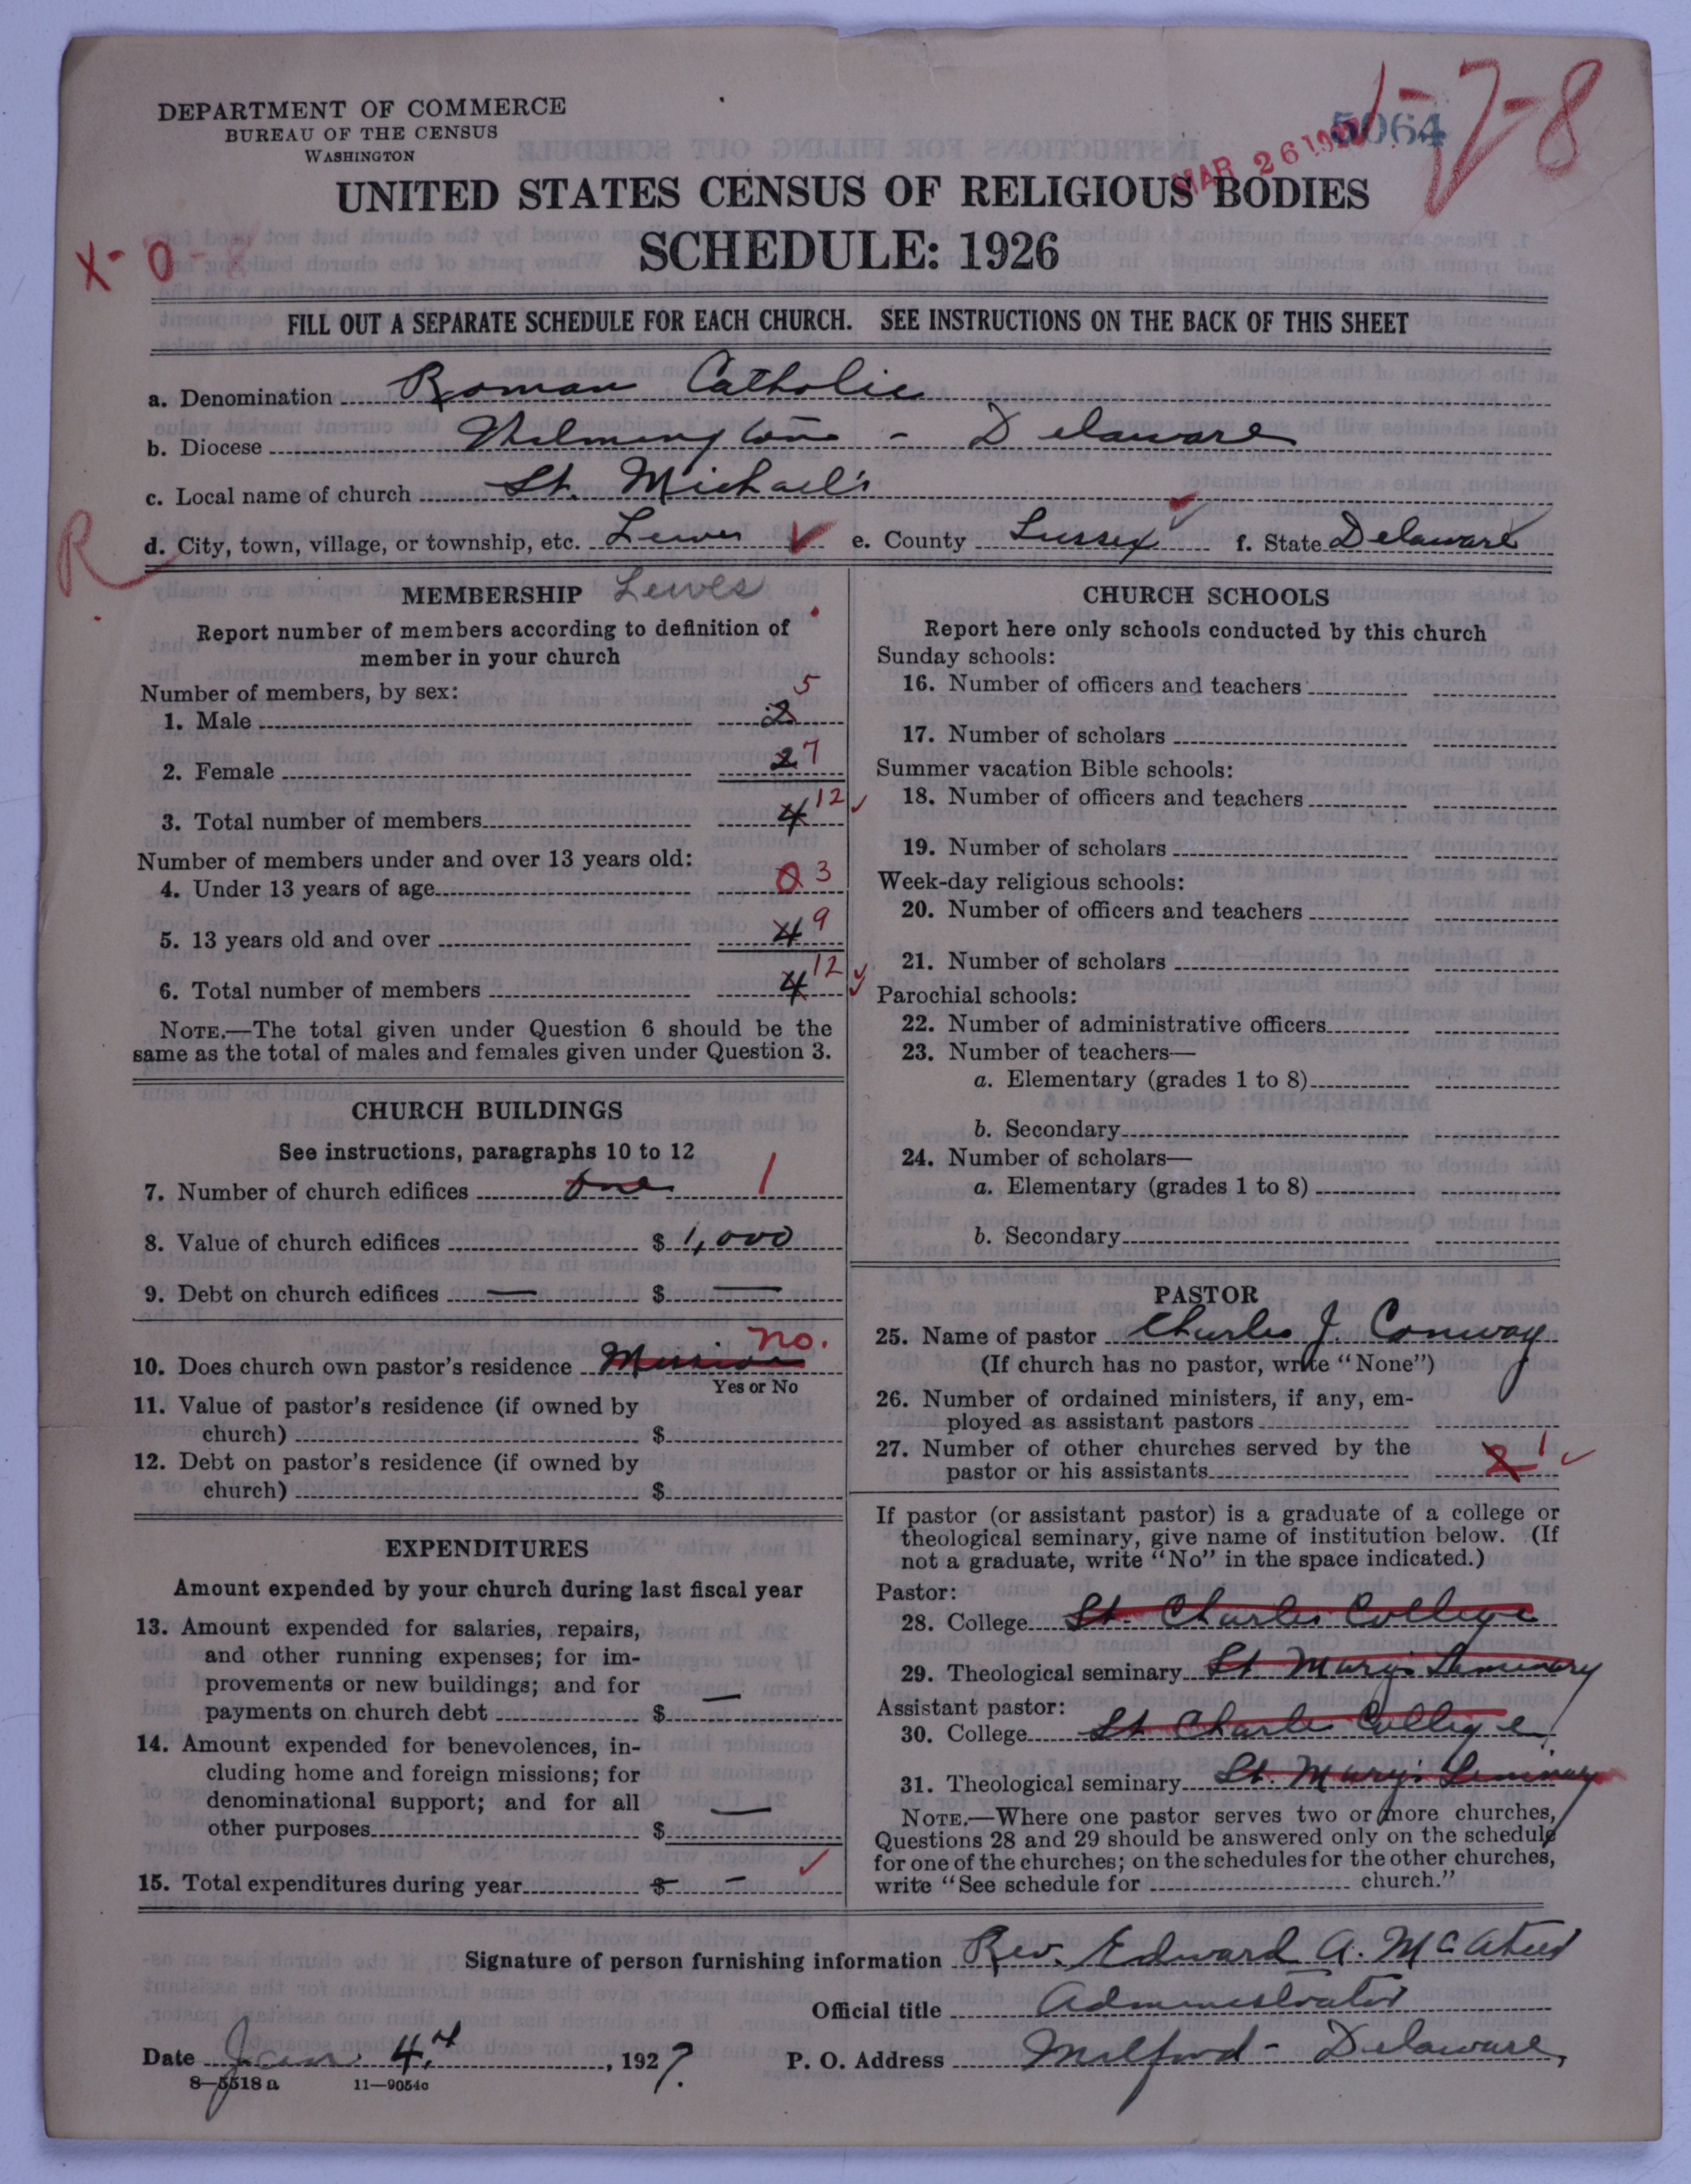 DEPARTMENT OF COMMERCE
BUREAU OF THE CENSUS
WASHINGTON
5064
MAR 26 192
1-7-8
UNITED STATES CENSUS OF RELIGIOUS BODIES
SCHEDULE: 1926
X-0-
FILL OUT A SEPARATE SCHEDULE FOR EACH CHURCH. SEE INSTRUCTIONS ON THE BACK OF THIS SHEET
a. Denomination Roman Catholic
b. Diocese Wilmington - Delaware
c. Local name of church St. Michael's
R
d. City, town, village, or township, etc. Lewes ✓ e. County Sussex ✓ f. State Delaware ✓
MEMBERSHIP Lewes
Report number of members according to definition of
member in your church
Number of members, by sex:
1. Male 2 5
2. Female 2 7
3. Total number of members 4 12 ✓
Number of members under and over 13 years old:
4. Under 13 years of age 0 3
5. 13 years old and over 4 9
6. Total number of members 4 12 ✓
NOTE.—The total given under Question 6 should be the
same as the total of males and females given under Question 3.
CHURCH BUILDINGS
See instructions, paragraphs 10 to 12
7. Number of church edifices one 1
8. Value of church edifices $ 1,000
9. Debt on church edifices — $ —
10. Does church own pastor's residence Mission no.
Yes or No
11. Value of pastor's residence (if owned by
church) $
12. Debt on pastor's residence (if owned by
church) $
EXPENDITURES
Amount expended by your church during last fiscal year
13. Amount expended for salaries, repairs,
and other running expenses; for im-
provements or new buildings; and for
payments on church debt $ —
14. Amount expended for benevolences, in-
cluding home and foreign missions; for
denominational support; and for all
other purposes $ —
15. Total expenditures during year $ — ✓
CHURCH SCHOOLS
Report here only schools conducted by this church
Sunday schools:
16. Number of officers and teachers
17. Number of scholars
Summer vacation Bible schools:
18. Number of officers and teachers
19. Number of scholars
Week-day religious schools:
20. Number of officers and teachers
21. Number of scholars
Parochial schools:
22. Number of administrative officers
23. Number of teachers—
a. Elementary (grades 1 to 8)
b. Secondary
24. Number of scholars—
a. Elementary (grades 1 to 8)
b. Secondary
PASTOR
25. Name of pastor Charles J. Conway
(If church has no pastor, write "None")
26. Number of ordained ministers, if any, em-
ployed as assistant pastors
27. Number of other churches served by the
pastor or his assistants 2 1 ✓
If pastor (or assistant pastor) is a graduate of a college or
theological seminary, give name of institution below. (If
not a graduate, write "No" in the space indicated.)
Pastor:
28. College St. Charles College
29. Theological seminary St Mary's Seminary
Assistant pastor:
30. College St Charles College
31. Theological seminary St. Mary's Seminary
NOTE.—Where one pastor serves two or more churches,
Questions 28 and 29 should be answered only on the schedule
for one of the churches; on the schedules for the other churches,
write "See schedule for church."
Signature of person furnishing information Rev. Edward A. McAteer
Official title Administrator
Date Jan 4th, 1927. P. O. Address Milford - Delaware,
8—5518 a 11—9054c